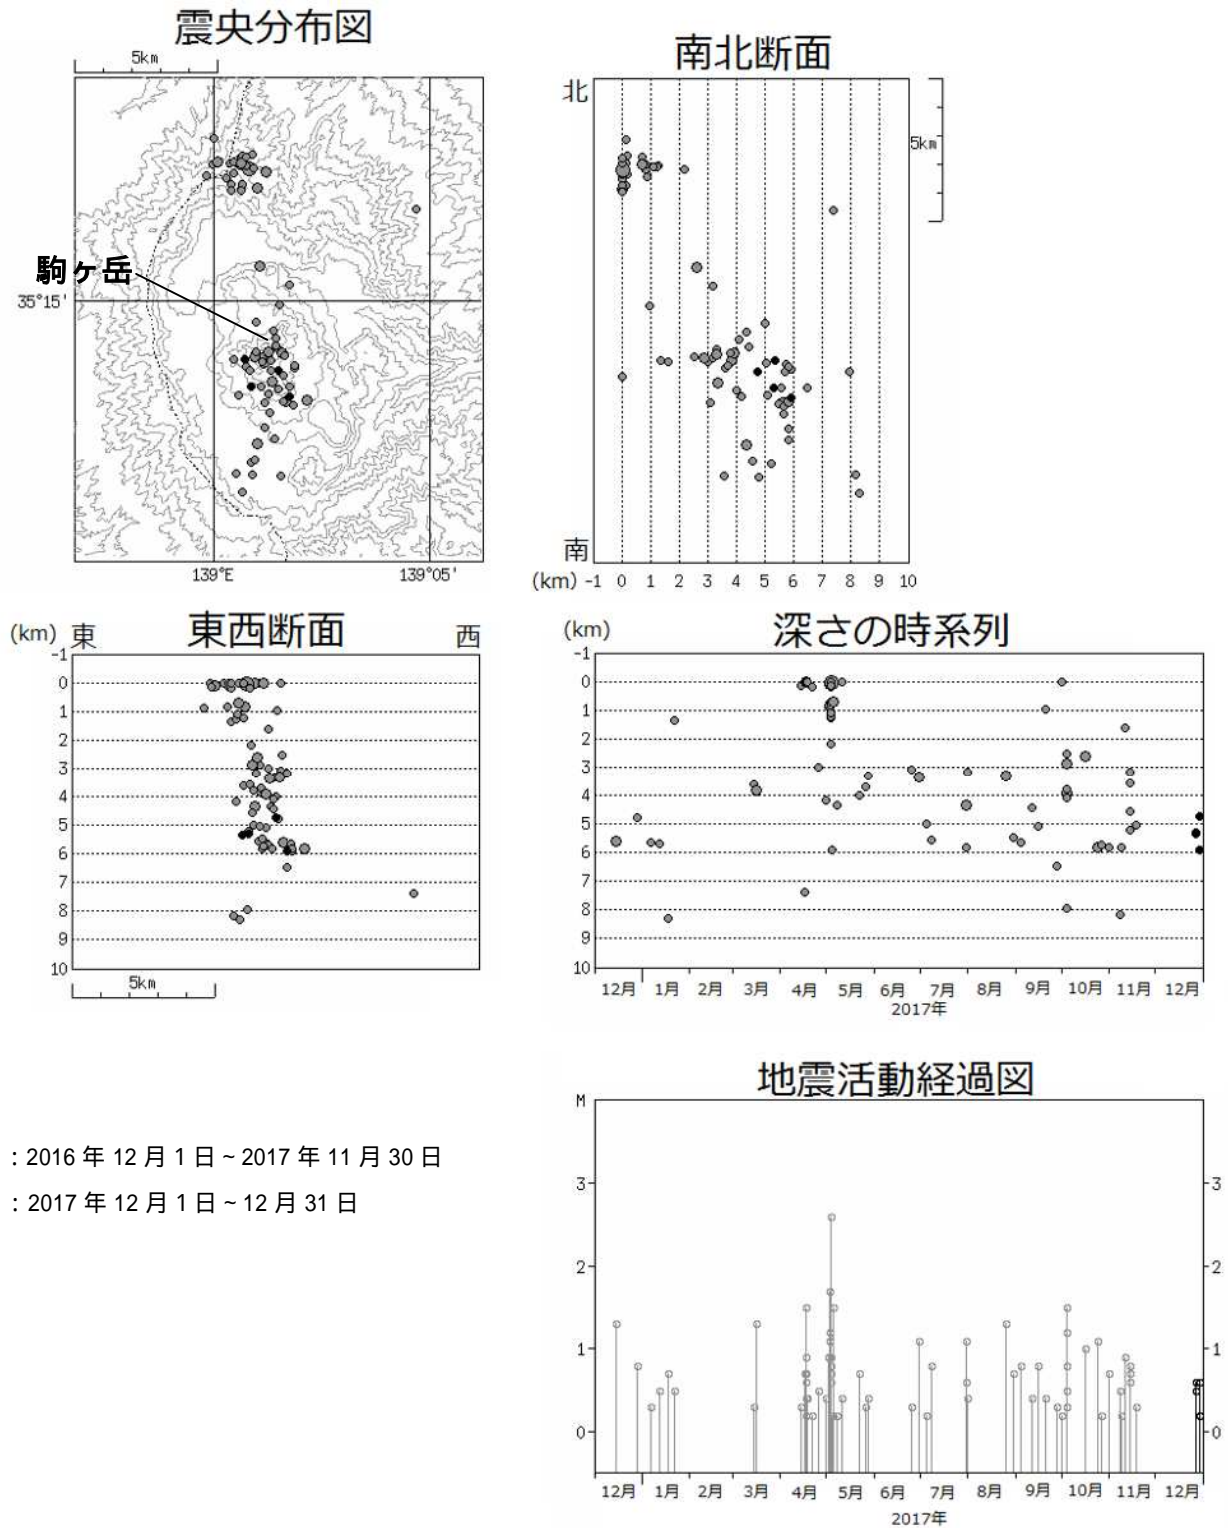 震央分布図
5km
駒ヶ岳
35°15'
139°E 139°05'
南北断面
北
5km
南
(km) -1 0 1 2 3 4 5 6 7 8 9 10
(km) 東 東西断面 西
-1
0
1
2
3
4
5
6
7
8
9
10
5km
深さの時系列
(km)
-1
0
1
2
3
4
5
6
7
8
9
10
12月 1月 2月 3月 4月 5月 6月 7月 8月 9月 10月 11月 12月
2017年
: 2016 年 12 月 1 日 ~ 2017 年 11 月 30 日
: 2017 年 12 月 1 日 ~ 12 月 31 日
地震活動経過図
M
3 3
2 2
1 1
0 0
12月 1月 2月 3月 4月 5月 6月 7月 8月 9月 10月 11月 12月
2017年